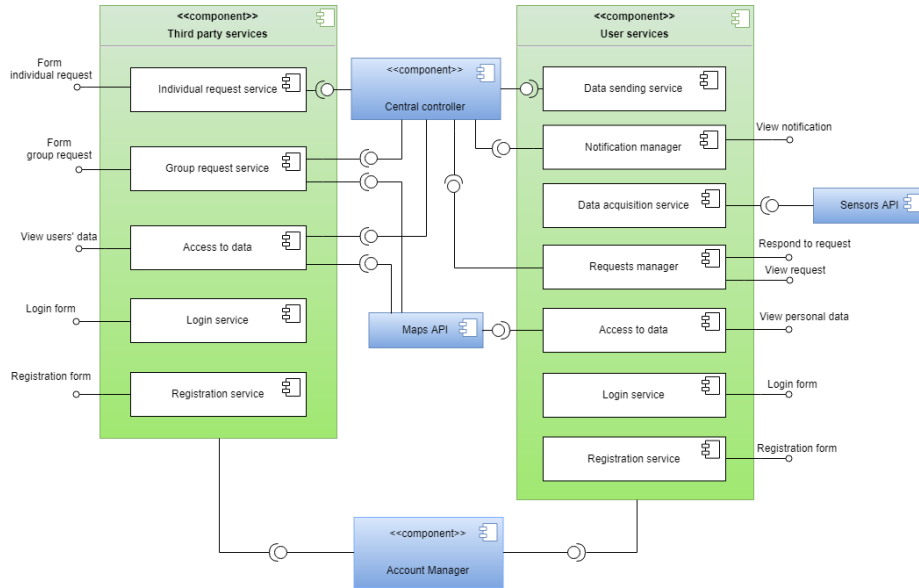 <<component>>
Third party services
Form
individual request
Individual request service
Form
group request
Group request service
View users' data
Access to data
Login form
Login service
Registration form
Registration service
<<component>>
Central controller
Maps API
<<component>>
Account Manager
<<component>>
User services
Data sending service
Notification manager
View notification
Data acquisition service
Sensors API
Requests manager
Respond to request
View request
Access to data
View personal data
Login service
Login form
Registration service
Registration form